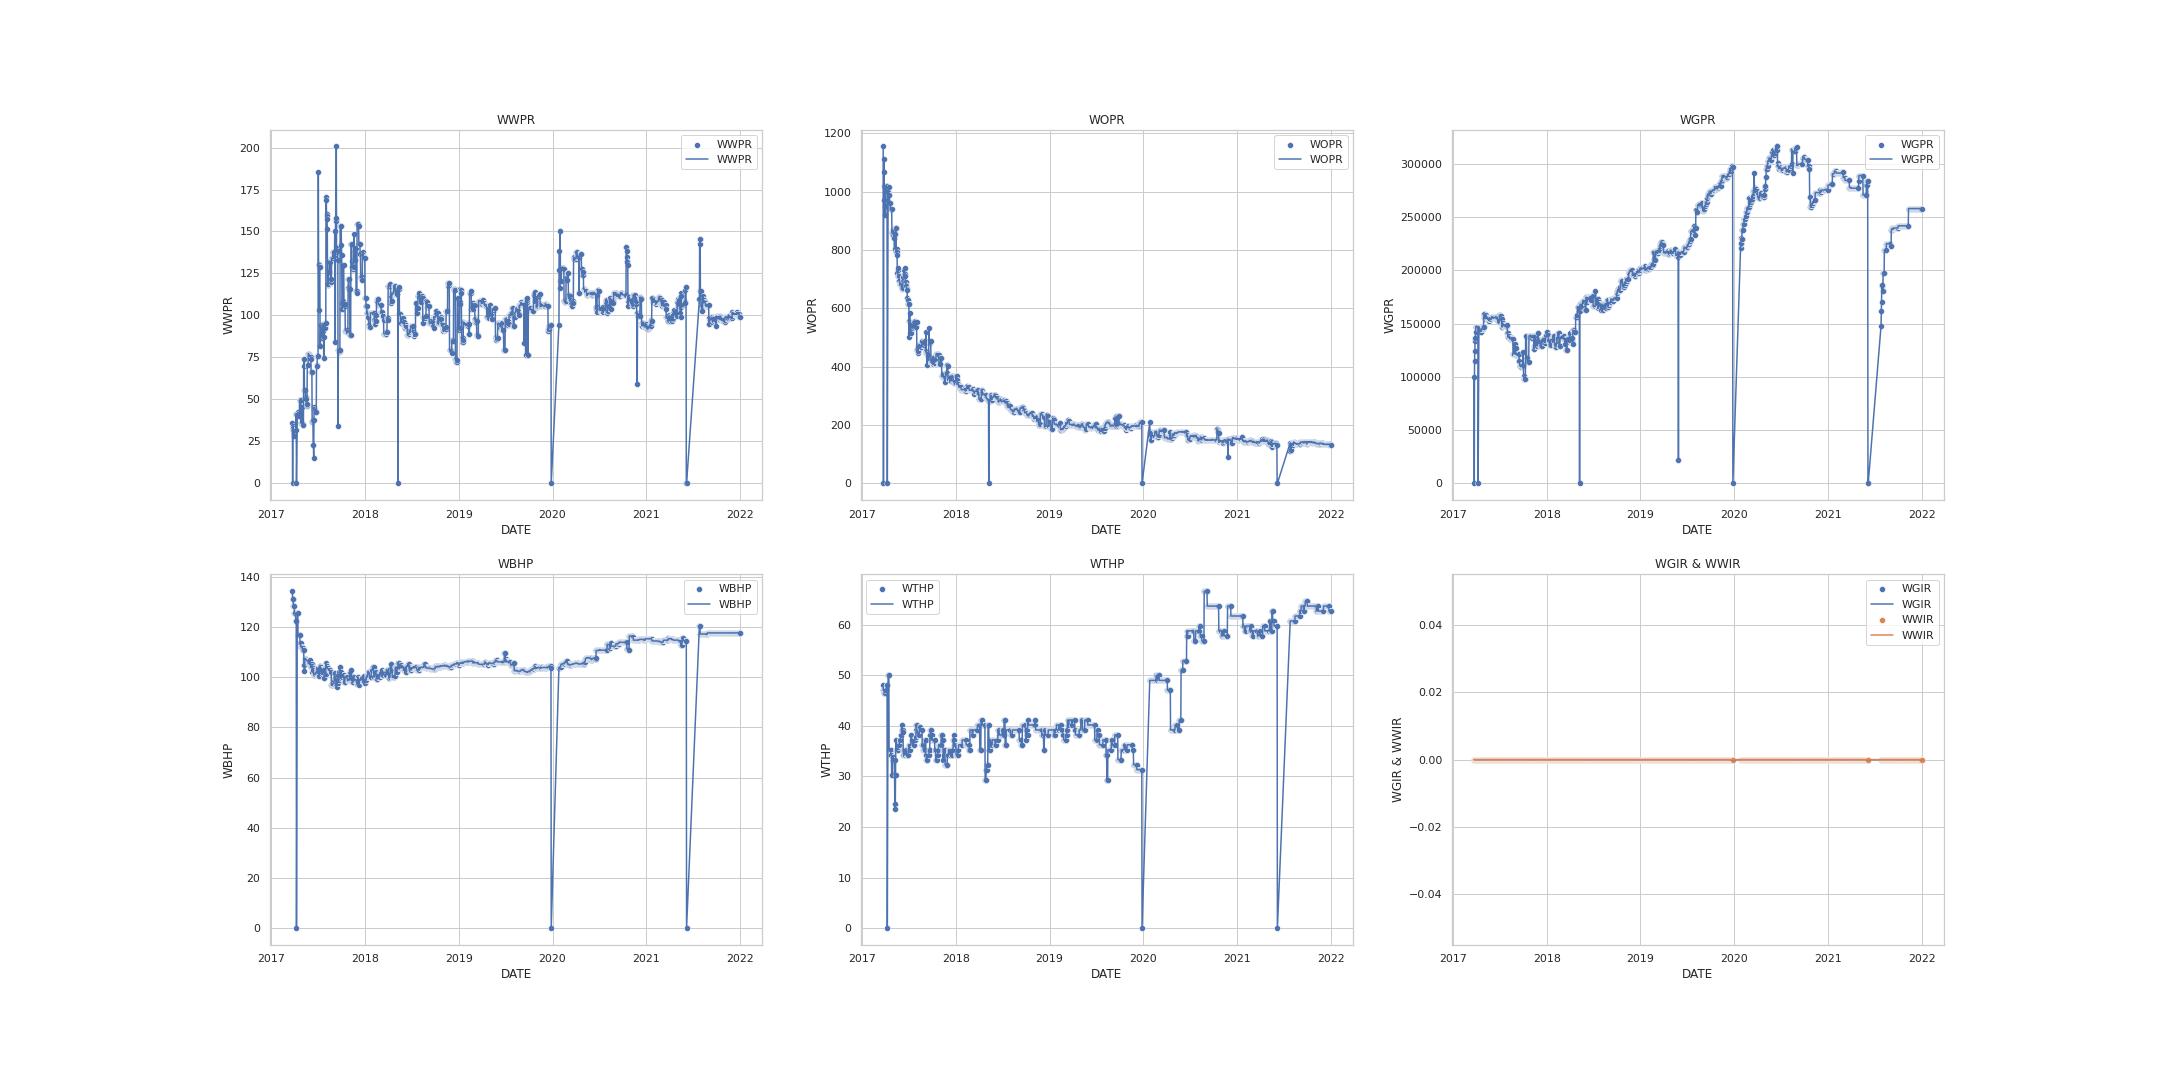 WWPR
WWPR
WWPR
200
175
150
125
100
75
50
25
0
WWPR
2017
2018
2019
2020
2021
2022
DATE
WOPR
WOPR
WOPR
1200
1000
800
600
400
200
0
WOPR
2017
2018
2019
2020
2021
2022
DATE
WGPR
WGPR
WGPR
300000
250000
200000
150000
100000
50000
0
WGPR
2017
2018
2019
2020
2021
2022
DATE
WBHP
WBHP
WBHP
140
120
100
80
60
40
20
0
WBHP
2017
2018
2019
2020
2021
2022
DATE
WTHP
WTHP
WTHP
60
50
40
30
20
10
0
WTHP
2017
2018
2019
2020
2021
2022
DATE
WGIR & WWIR
WGIR
WGIR
WWIR
WWIR
0.04
0.02
0.00
−0.02
−0.04
WGIR & WWIR
2017
2018
2019
2020
2021
2022
DATE